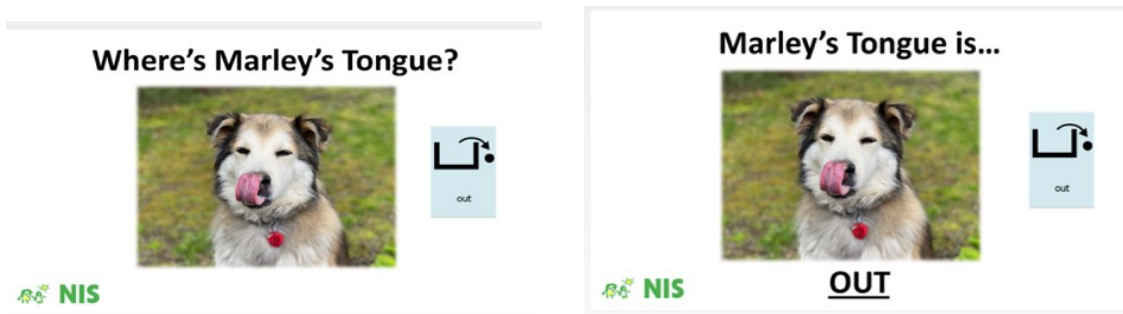 Where's Marley's Tongue?
out
NIS
Marley's Tongue is...
out
OUT
NIS